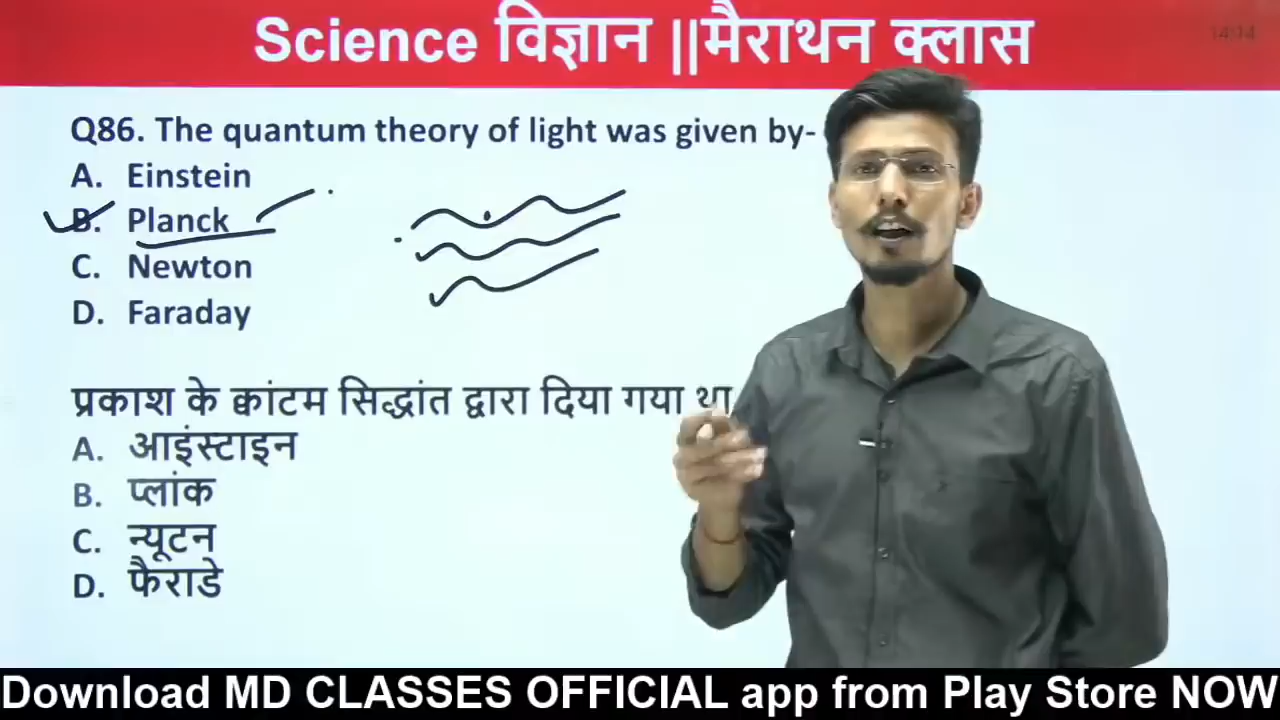 Science विज्ञान ||मैराथन क्लास
1494
Q86. The quantum theory of light was given by-
A. Einstein
B. Planck
C. Newton
D. Faraday
प्रकाश के क्वांटम सिद्धांत द्वारा दिया गया था
A. आइंस्टाइन
B. प्लांक
C. न्यूटन
D. फैराडे
Download MD CLASSES OFFICIAL app from Play Store NOW